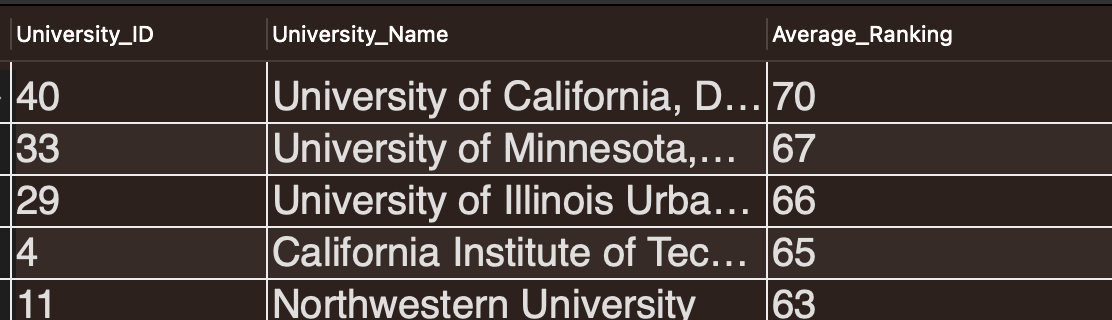 University_ID University_Name Average_Ranking
40 University of California, D... 70
33 University of Minnesota,... 67
29 University of Illinois Urba... 66
4 California Institute of Tec... 65
11 Northwestern University 63